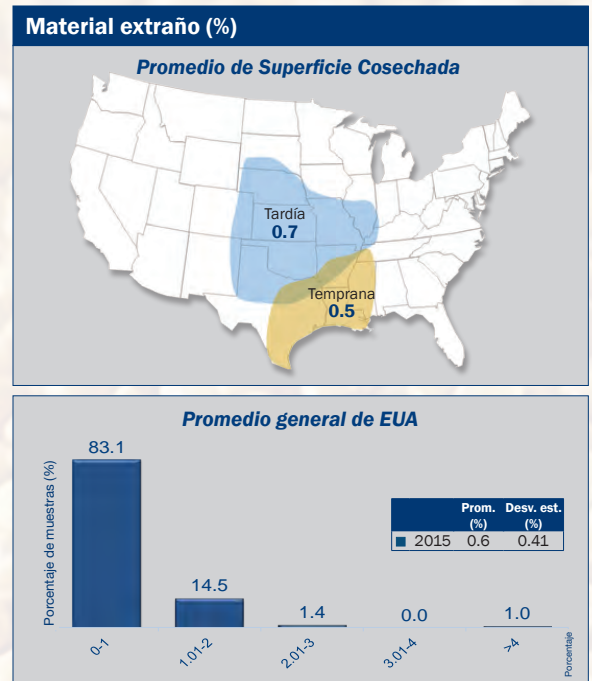 Material extraño (%)
Promedio de Superficie Cosechada
Tardía
0.7
Temprana
0.5
Promedio general de EUA
Porcentaje de muestras (%)
83.1
14.5
1.4
0.0
1.0
Prom. Desv. est.
(%) (%)
2015 0.6 0.41
0-1
1.01-2
2.01-3
3.01-4
>4
Porcentaje